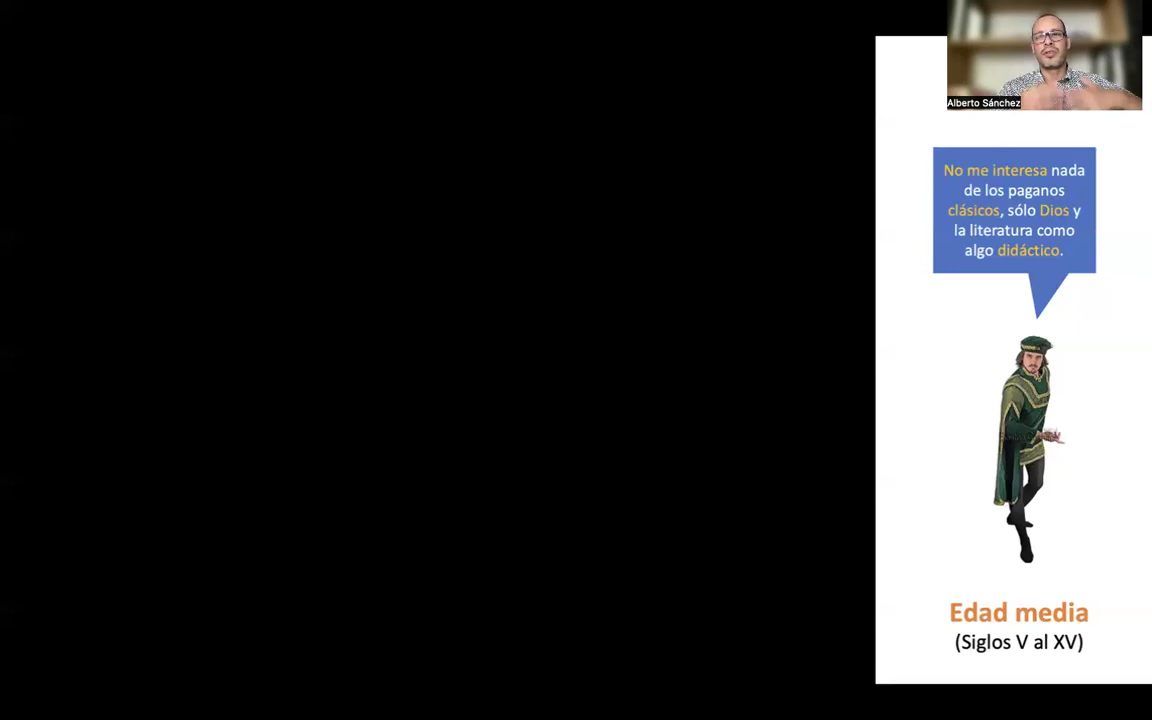 Alberto Sánchez
No me interesa nada
de los paganos
clásicos, sólo Dios y
la literatura como
algo didáctico.
Edad media
(Siglos V al XV)